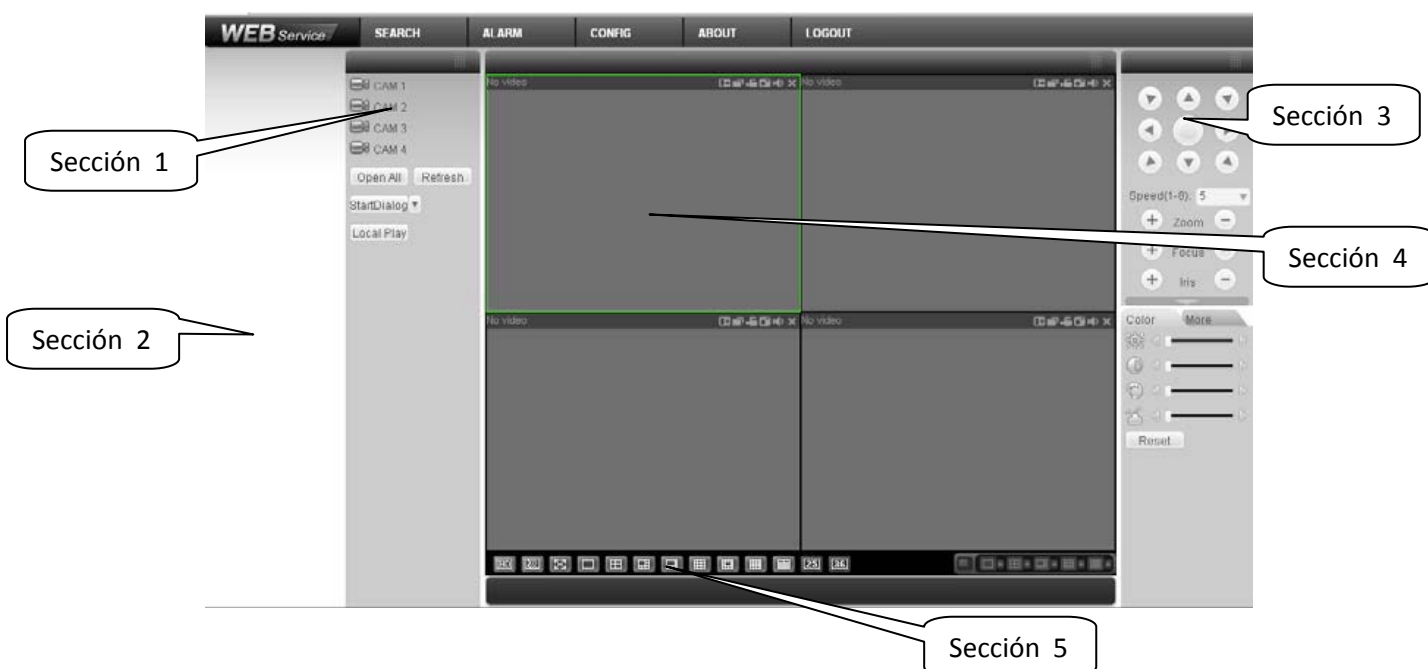 WEB Service SEARCH ALARM CONFIG ABOUT LOGOUT
CAM 1
CAM 2
CAM 3
CAM 4
Open All Refresh
StartDialog
Local Play
No video
No video
No video
No video
Speed(1-8): 5
+ Zoom −
+ Focus
+ Iris −
Color More
Reset
25 36
Sección 1
Sección 2
Sección 3
Sección 4
Sección 5